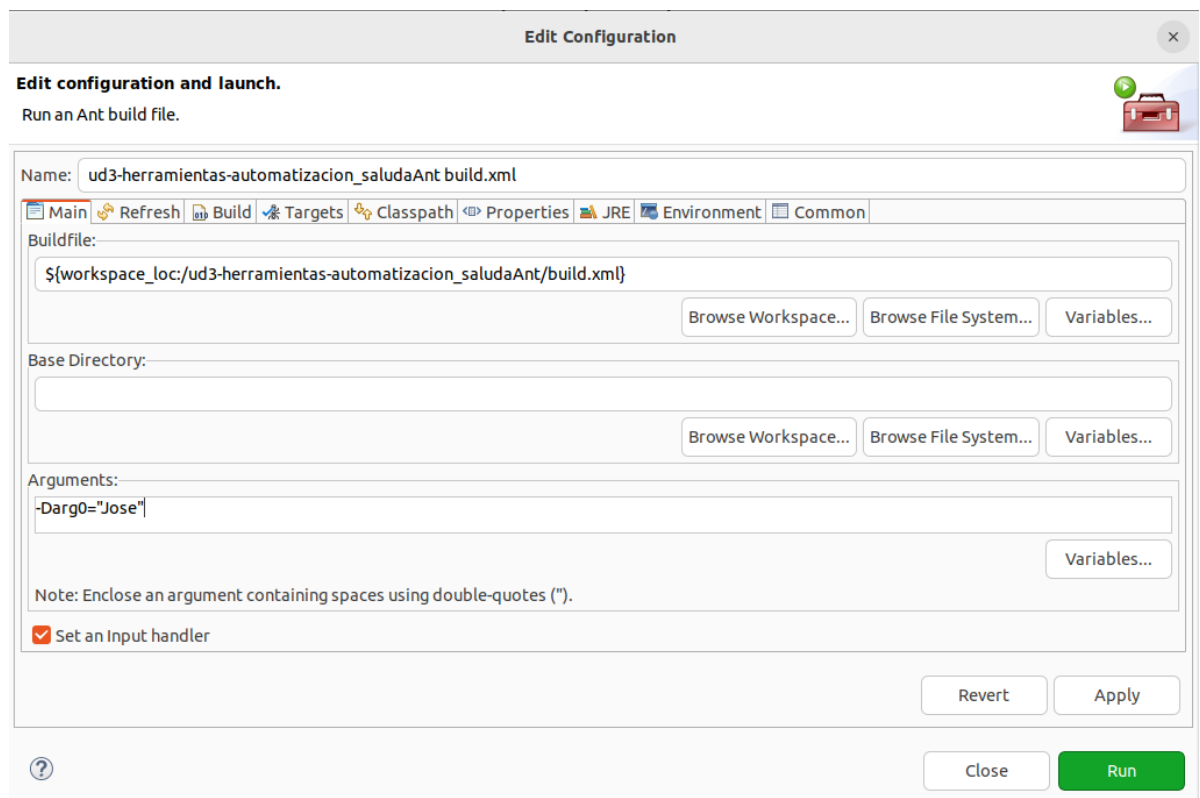 Edit Configuration
Edit configuration and launch.
Run an Ant build file.
Name: ud3-herramientas-automatizacion_saludaAnt build.xml
Main Refresh Build Targets Classpath Properties JRE Environment Common
Buildfile:
${workspace_loc:/ud3-herramientas-automatizacion_saludaAnt/build.xml}
Browse Workspace... Browse File System... Variables...
Base Directory:
Browse Workspace... Browse File System... Variables...
Arguments:
-Darg0="Jose"
Variables...
Note: Enclose an argument containing spaces using double-quotes (").
Set an Input handler
Revert Apply
Close Run